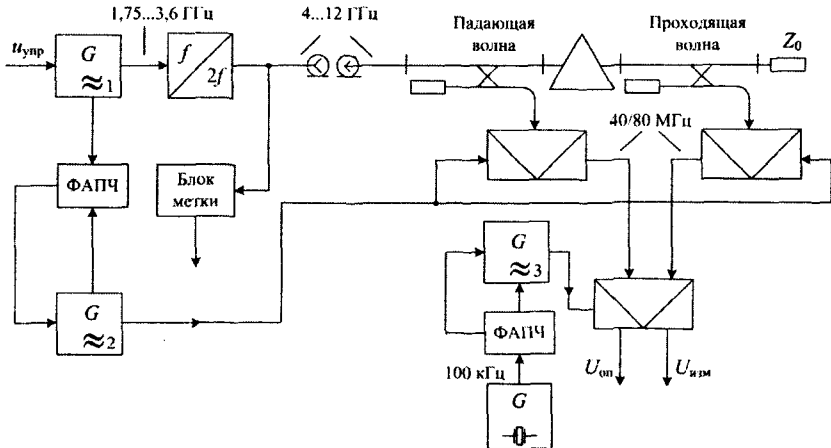 1,75...3,6 ГГц
4...12 ГГц
Падающая
волна
Проходящая
волна
Z₀
uупр
G
≈1
f
2f
40/80 МГц
ФАПЧ
Блок
метки
G
≈3
G
≈2
ФАПЧ
100 кГц
Uоп
Uизм
G